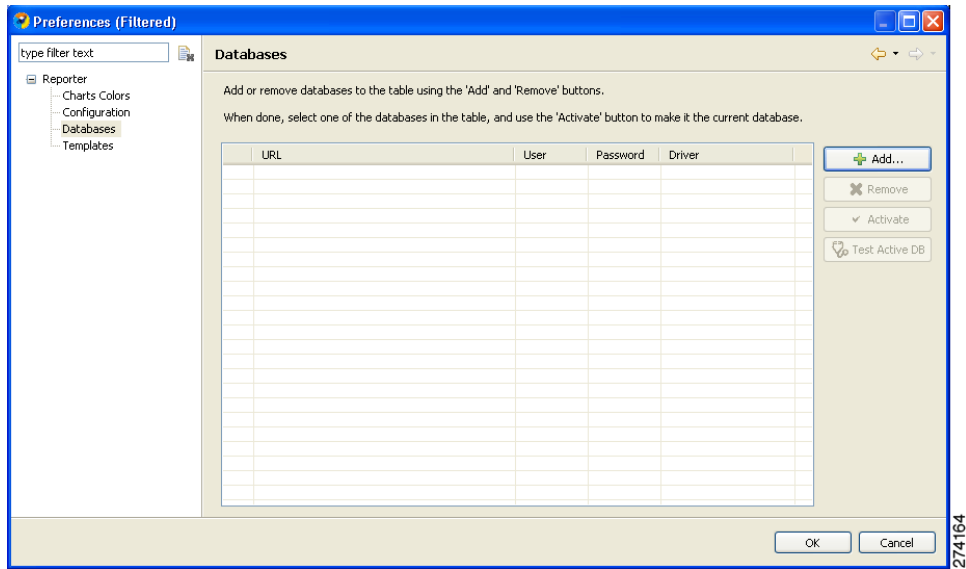 Preferences (Filtered)
type filter text
Databases
Reporter
Charts Colors
Configuration
Databases
Templates
Add or remove databases to the table using the 'Add' and 'Remove' buttons.
When done, select one of the databases in the table, and use the 'Activate' button to make it the current database.
URL User Password Driver
Add...
Remove
Activate
Test Active DB
OK Cancel
274164